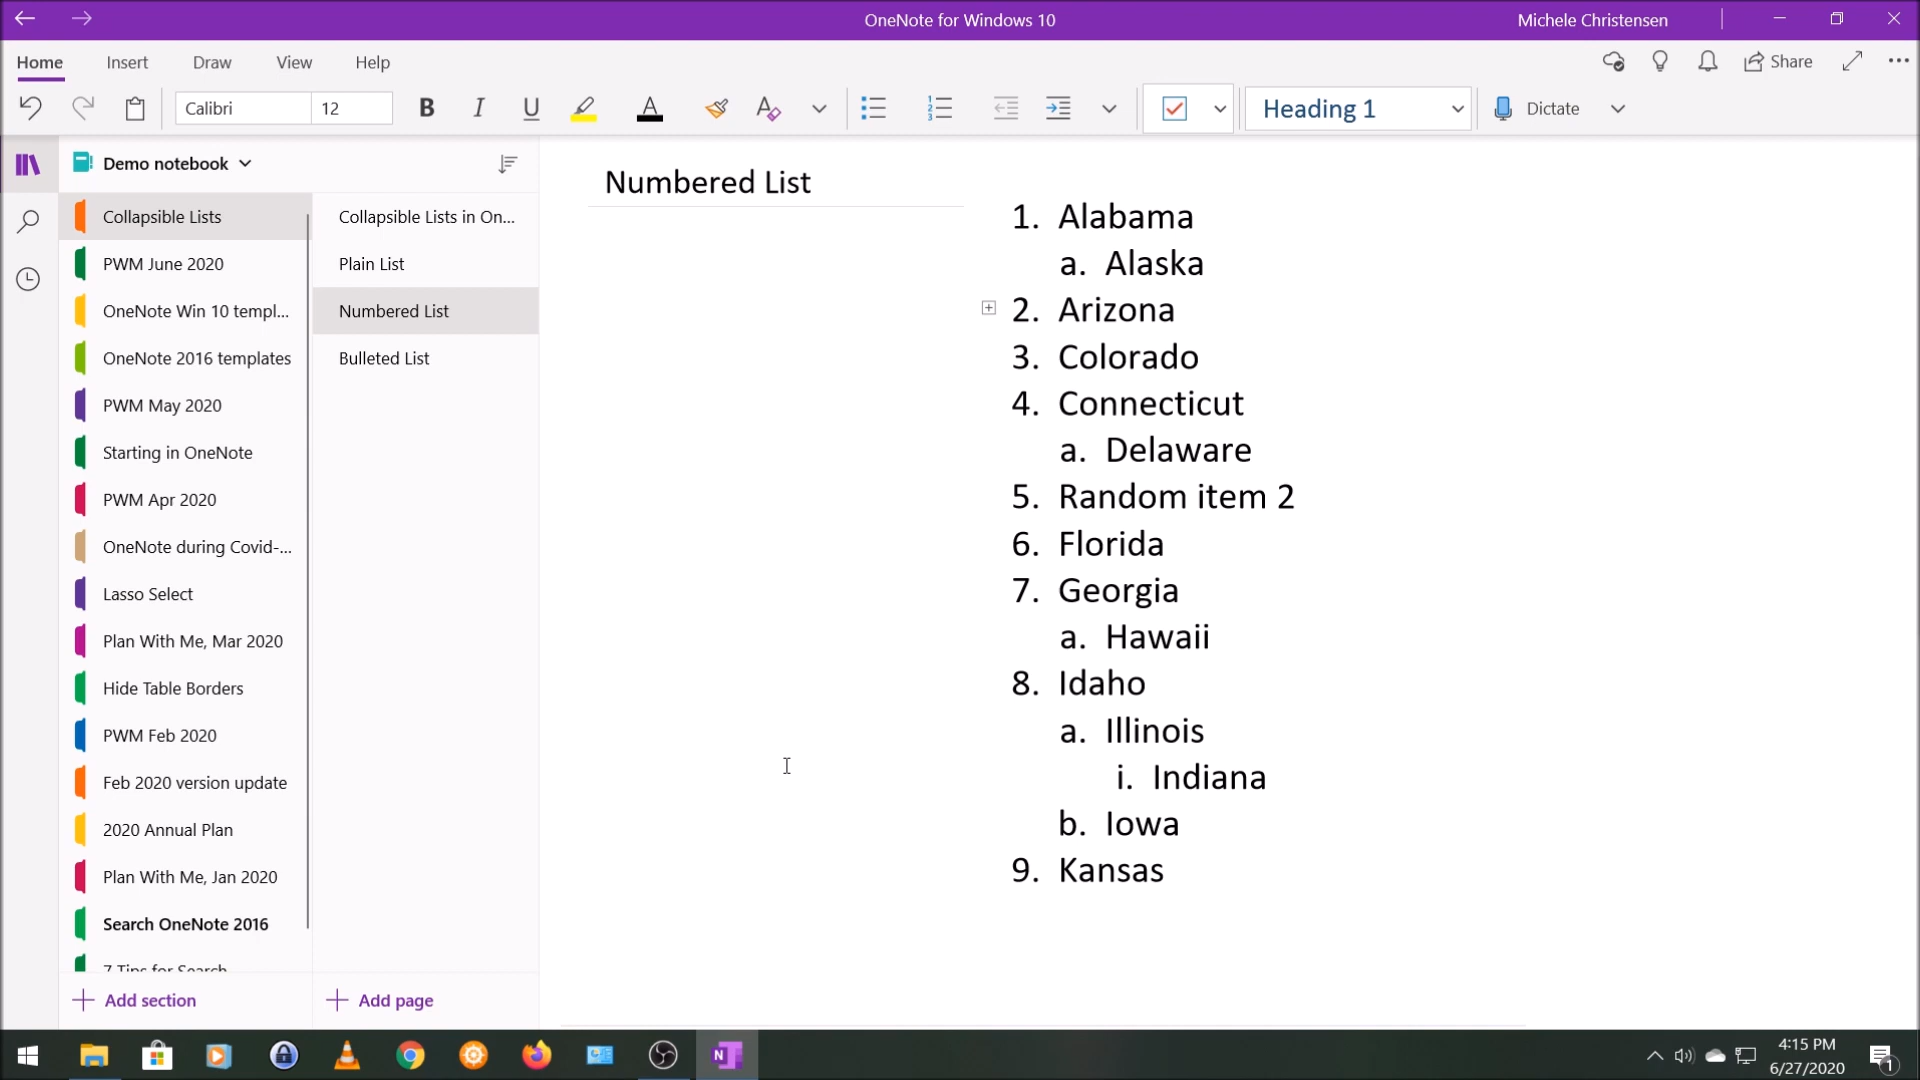 OneNote for Windows 10
Michele Christensen
Home Insert Draw View Help
Share
Calibri 12 B I U A A Heading 1 Dictate
Demo notebook
Collapsible Lists
PWM June 2020
OneNote Win 10 templ...
OneNote 2016 templates
PWM May 2020
Starting in OneNote
PWM Apr 2020
OneNote during Covid-...
Lasso Select
Plan With Me, Mar 2020
Hide Table Borders
PWM Feb 2020
Feb 2020 version update
2020 Annual Plan
Plan With Me, Jan 2020
Search OneNote 2016
7 Tips for Search
Add section
Collapsible Lists in On...
Plain List
Numbered List
Bulleted List
Add page
Numbered List
1. Alabama
a. Alaska
2. Arizona
3. Colorado
4. Connecticut
a. Delaware
5. Random item 2
6. Florida
7. Georgia
a. Hawaii
8. Idaho
a. Illinois
i. Indiana
b. Iowa
9. Kansas
N
4:15 PM
6/27/2020
1